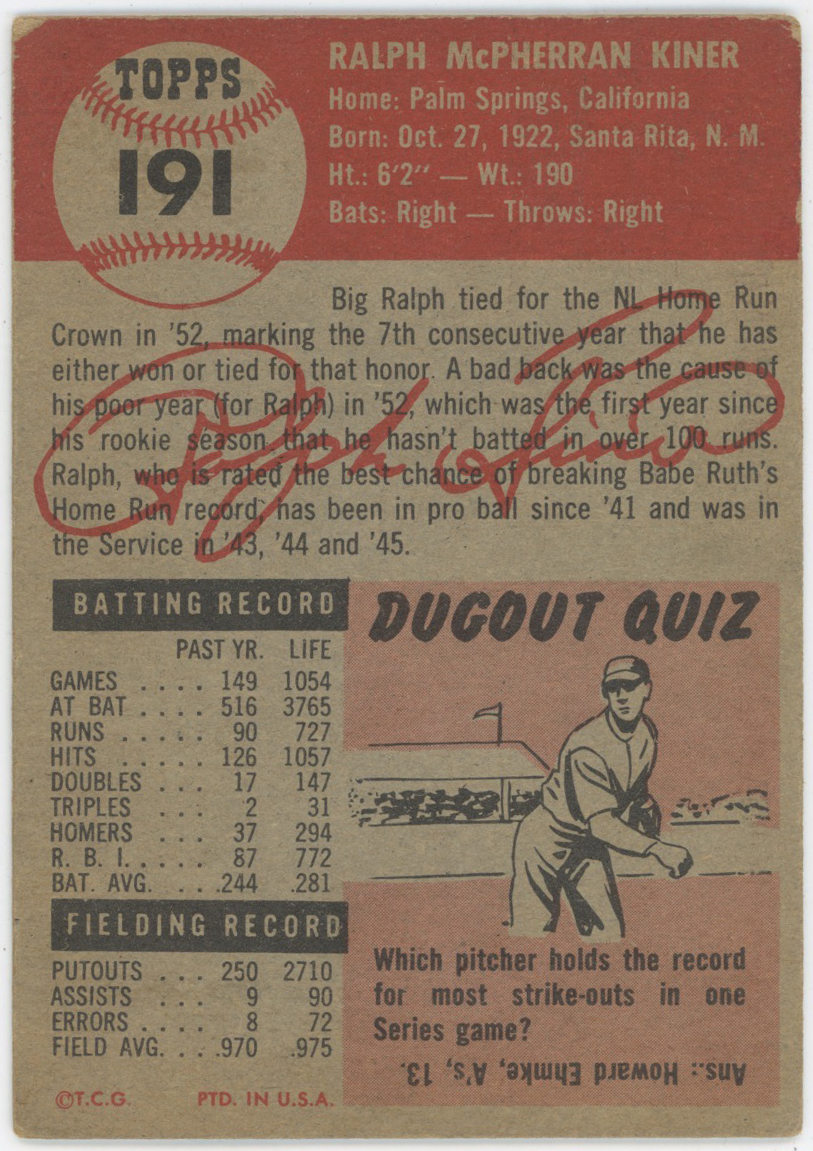 TOPPS
191
RALPH McPHERRAN KINER
Home: Palm Springs, California
Born: Oct. 27, 1922, Santa Rita, N. M.
Ht.: 6'2" — Wt.: 190
Bats: Right — Throws: Right
Big Ralph tied for the NL Home Run
Crown in '52, marking the 7th consecutive year that he has
either won or tied for that honor. A bad back was the cause of
his poor year (for Ralph) in '52, which was the first year since
his rookie season that he hasn't batted in over 100 runs.
Ralph, who is rated the best chance of breaking Babe Ruth's
Home Run record, has been in pro ball since '41 and was in
the Service in '43, '44 and '45.
Ralph Kiner
BATTING RECORD
PAST YR. LIFE
GAMES .... 149 1054
AT BAT .... 516 3765
RUNS ..... 90 727
HITS ..... 126 1057
DOUBLES ... 17 147
TRIPLES ... 2 31
HOMERS ... 37 294
R. B. I. .... 87 772
BAT. AVG. ... .244 .281
FIELDING RECORD
PUTOUTS ... 250 2710
ASSISTS ... 9 90
ERRORS .... 8 72
FIELD AVG. ... .970 .975
©T.C.G. PTD. IN U.S.A.
DUGOUT QUIZ
Which pitcher holds the record
for most strike-outs in one
Series game?
Ans.: Howard Ehmke, A's, 13.